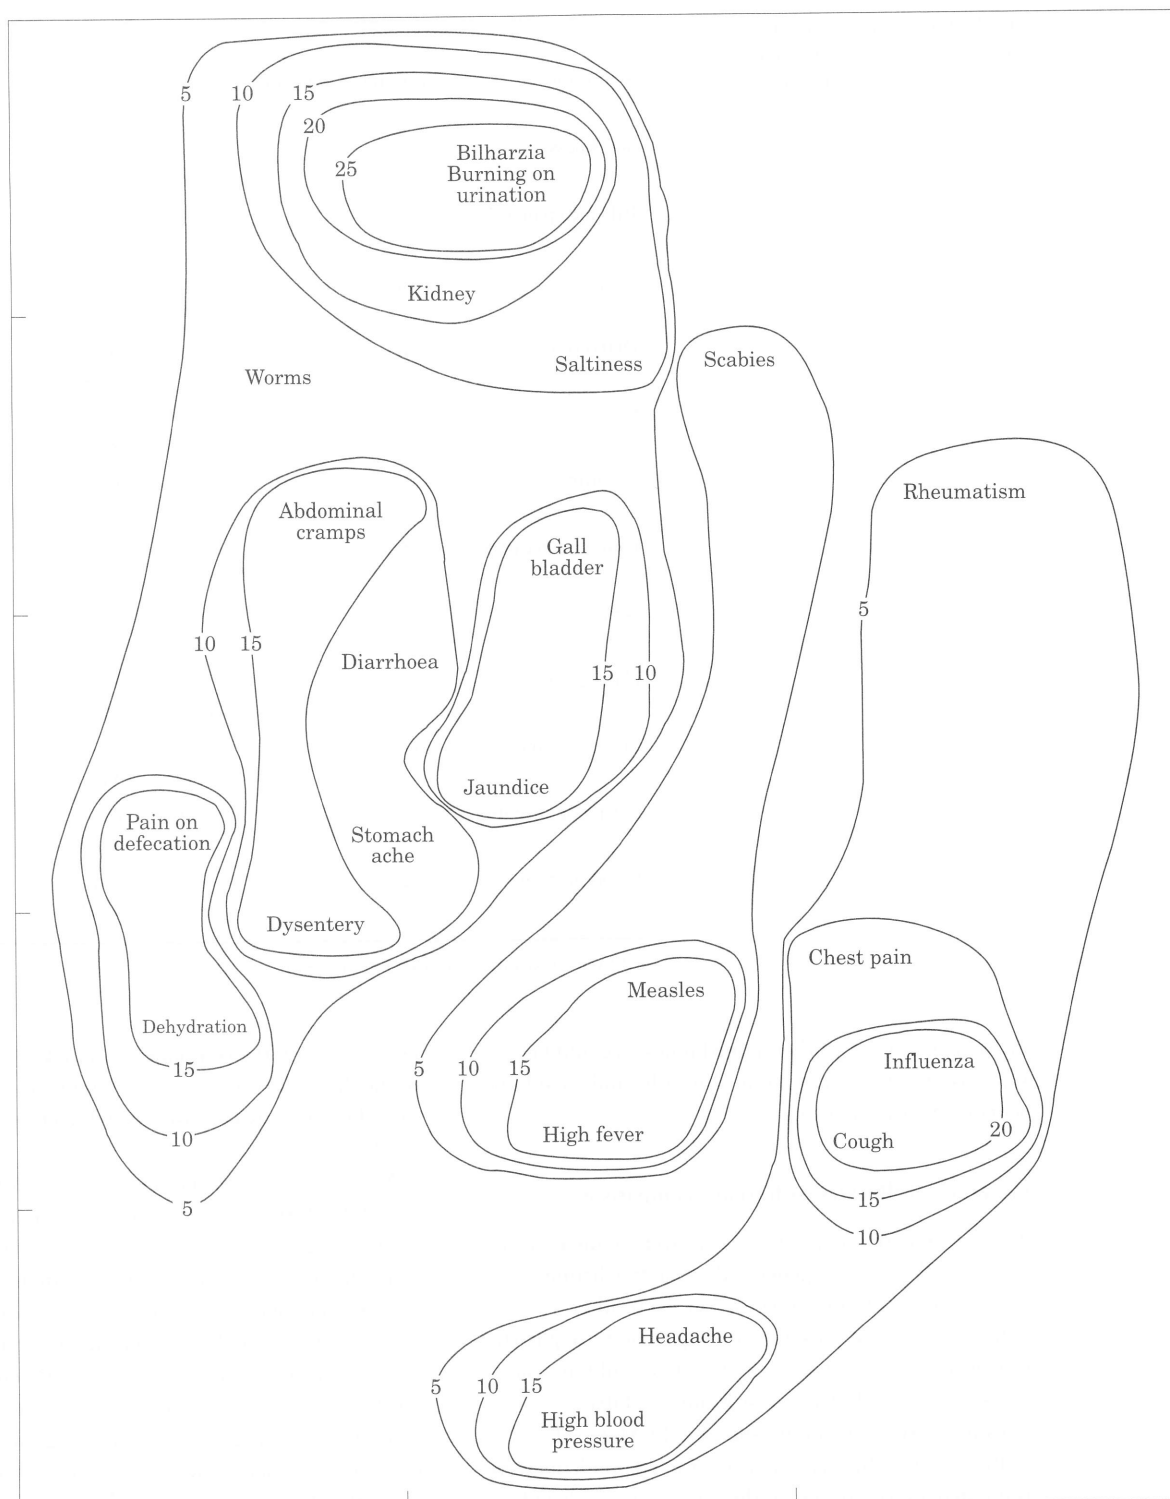 5
10
15
20
25
Bilharzia
Burning on
urination
Kidney
Saltiness
Worms
Scabies
Rheumatism
Abdominal
cramps
Gall
bladder
5
10
15
Diarrhoea
15
10
Jaundice
Pain on
defecation
Stomach
ache
Dysentery
Chest pain
Measles
Dehydration
15
5
10
15
Influenza
High fever
Cough
20
10
15
5
10
Headache
5
10
15
High blood
pressure